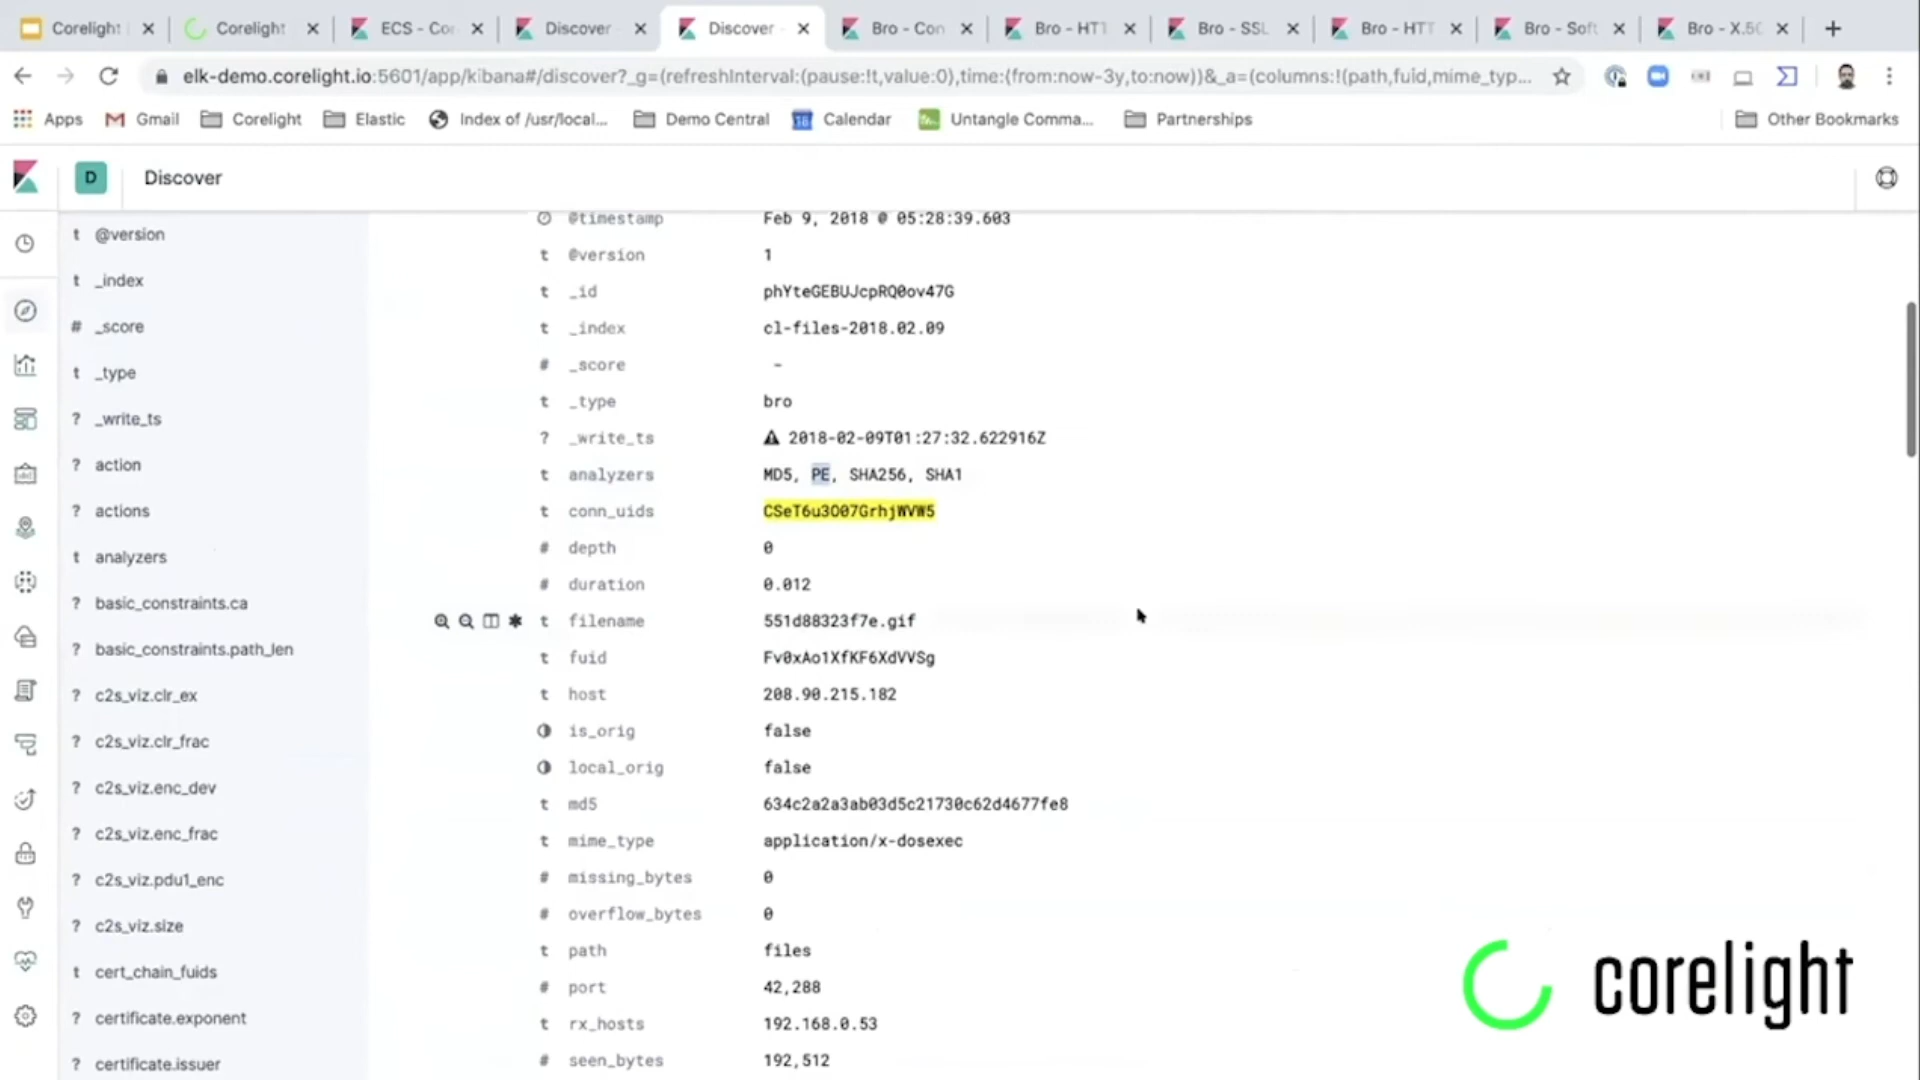 Corelight
Corelight
ECS - Cor
Discover -
Discover -
Bro - Con
Bro - HTT
Bro - SSL
Bro - HTT
Bro - Soft
Bro - X.50
elk-demo.corelight.io:5601/app/kibana#/discover?_g=(refreshInterval:(pause:!t,value:0),time:(from:now-3y,to:now))&_a=(columns:!(path,fuid,mime_typ...
Apps
Gmail
Corelight
Elastic
Index of /usr/local...
Demo Central
Calendar
Untangle Comma...
Partnerships
Other Bookmarks
D
Discover
t @version
t _index
# _score
t _type
? _write_ts
? action
? actions
t analyzers
? basic_constraints.ca
? basic_constraints.path_len
? c2s_viz.clr_ex
? c2s_viz.clr_frac
? c2s_viz.enc_dev
? c2s_viz.enc_frac
? c2s_viz.pdu1_enc
? c2s_viz.size
t cert_chain_fuids
? certificate.exponent
? certificate.issuer
@timestamp Feb 9, 2018 @ 05:28:39.603
t @version 1
t _id phYteGEBUJcpRQ0ov47G
t _index cl-files-2018.02.09
# _score -
t _type bro
? _write_ts 2018-02-09T01:27:32.622916Z
t analyzers MD5, PE, SHA256, SHA1
t conn_uids CSeT6u3O07GrhjWVW5
# depth 0
# duration 0.012
t filename 551d88323f7e.gif
t fuid Fv0xAo1XfKF6XdVVSg
t host 208.90.215.182
is_orig false
local_orig false
t md5 634c2a2a3ab03d5c21730c62d4677fe8
t mime_type application/x-dosexec
# missing_bytes 0
# overflow_bytes 0
t path files
# port 42,288
t rx_hosts 192.168.0.53
# seen_bytes 192,512
corelight